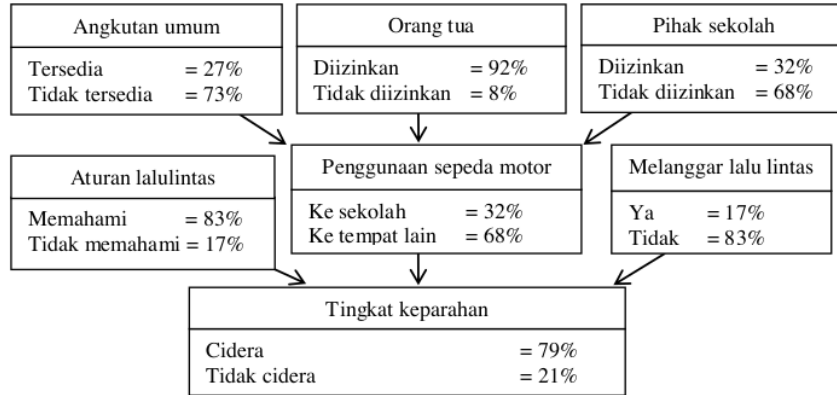 Angkutan umum
Tersedia = 27%
Tidak tersedia = 73%
Orang tua
Diizinkan = 92%
Tidak diizinkan = 8%
Pihak sekolah
Diizinkan = 32%
Tidak diizinkan = 68%
Aturan lalulintas
Memahami = 83%
Tidak memahami = 17%
Penggunaan sepeda motor
Ke sekolah = 32%
Ke tempat lain = 68%
Melanggar lalu lintas
Ya = 17%
Tidak = 83%
Tingkat keparahan
Cidera = 79%
Tidak cidera = 21%